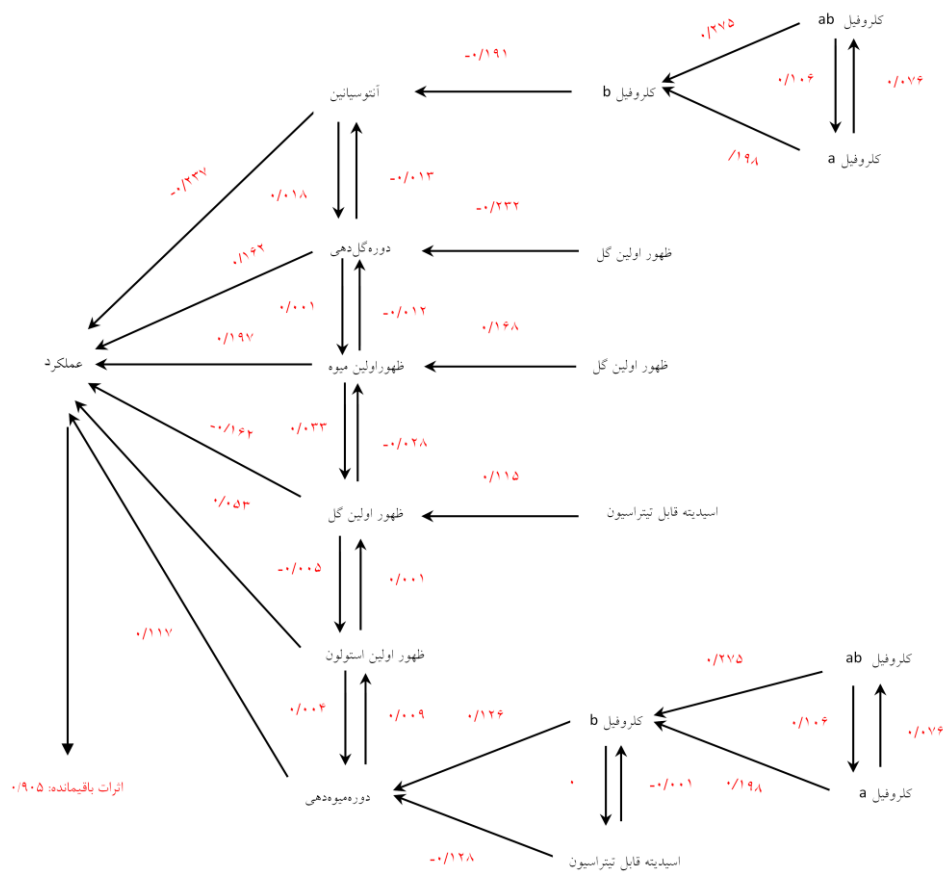 کلروفیل ab
۰/۲۷۵
-۰/۱۹۱
۰/۱۰۶
۰/۰۷۶
آنتوسیانین
کلروفیل b
کلروفیل a
/۱۹۸
-۰/۲۳۷
۰/۰۱۸
-۰/۰۱۳
-۰/۲۳۲
دوره‌گل‌دهی
ظهور اولین گل
۰/۱۶۲
۰/۰۰۱
-۰/۰۱۲
۰/۱۶۸
۰/۱۹۷
عملکرد
ظهوراولین میوه
ظهور اولین گل
-۰/۱۶۲
۰/۰۳۳
-۰/۰۲۸
۰/۱۱۵
۰/۰۵۳
ظهور اولین گل
اسیدیته قابل تیتراسیون
-۰/۰۰۵
۰/۰۰۱
۰/۱۱۷
ظهور اولین استولون
کلروفیل ab
۰/۲۷۵
۰/۰۰۴
۰/۰۰۹
۰/۱۲۶
کلروفیل b
۰/۱۰۶
۰/۰۷۶
اثرات باقیمانده: ۰/۹۰۵
دوره‌میوه‌دهی
۰
-۰/۰۰۱
۰/۱۹۸
کلروفیل a
-۰/۱۲۸
اسیدیته قابل تیتراسیون